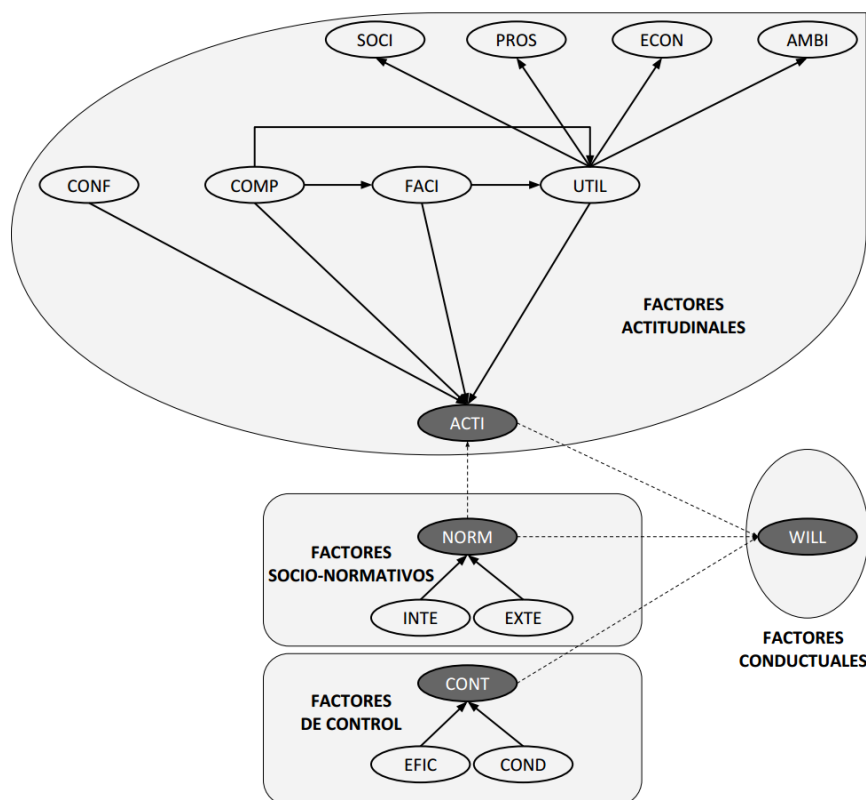 SOCI PROS ECON AMBI
CONF COMP FACI UTIL
FACTORES
ACTITUDINALES
ACTI
NORM
WILL
FACTORES
SOCIO-NORMATIVOS
INTE EXTE
FACTORES
CONDUCTUALES
CONT
FACTORES
DE CONTROL
EFIC COND